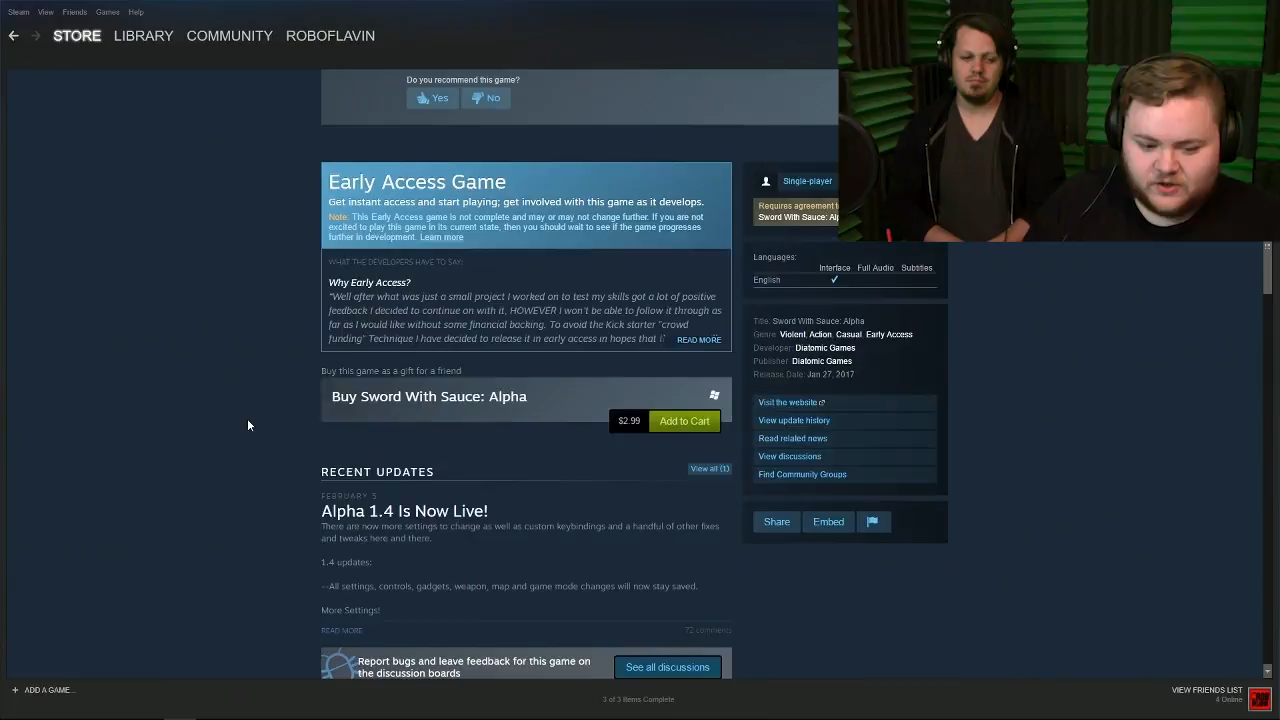 Steam View Friends Games Help
STORE LIBRARY COMMUNITY ROBOFLAVIN
Do you recommend this game?
Yes No
Early Access Game
Get instant access and start playing; get involved with this game as it develops.
Note: This Early Access game is not complete and may or may not change further. If you are
not excited to play this game in its current state, then you should wait to see if the game progresses
further in development. Learn more
WHAT THE DEVELOPERS HAVE TO SAY:
Why Early Access?
"Well after what was just a small project I worked on to test my skills got a lot of positive
feedback I decided to continue on with it, HOWEVER I won't be able to follow it through as
far as I would like without some financial backing. To avoid the Kick starter "crowd
funding" Technique I have decided to release it in early access in hopes that READ MORE
Buy this game as a gift for a friend
Buy Sword With Sauce: Alpha
$2.99 Add to Cart
RECENT UPDATES View all (1)
FEBRUARY 5
Alpha 1.4 Is Now Live!
There are now more settings to change as well as custom keybindings and a handful of other fixes
and tweaks here and there.
1.4 updates:
--All settings, controls, gadgets, weapon, map and game mode changes will now stay saved.
More Settings!
READ MORE 72 comments
Report bugs and leave feedback for this game on
the discussion boards
See all discussions
Single-player
Requires agreement
Sword With Sauce:
Languages:
Interface Full Audio Subtitles
English ✓
Title: Sword With Sauce: Alpha
Genre: Violent, Action, Casual, Early Access
Developer: Diatomic Games
Publisher: Diatomic Games
Release Date: Jan 27, 2017
Visit the website
View update history
Read related news
View discussions
Find Community Groups
Share Embed
+ ADD A GAME...
3 of 3 Items Complete
VIEW FRIENDS LIST
4 Online